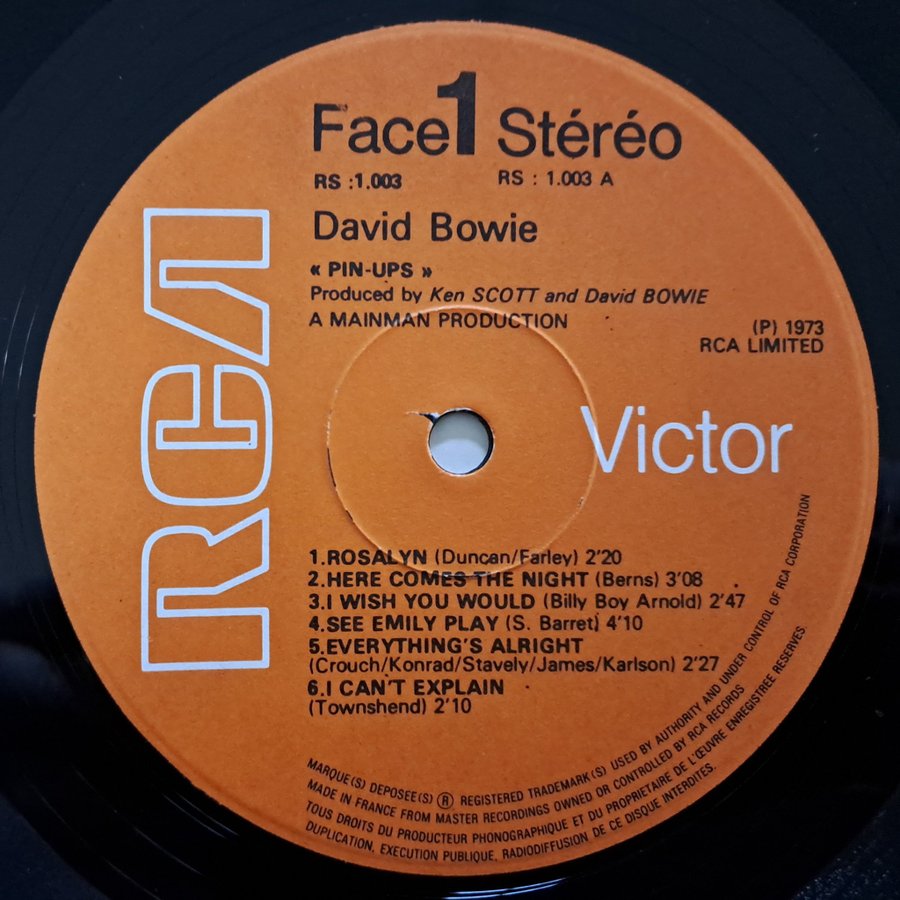 Face 1 Stéréo
RS :1.003 RS : 1.003 A
David Bowie
« PIN-UPS »
Produced by Ken SCOTT and David BOWIE
A MAINMAN PRODUCTION
(P) 1973
RCA LIMITED
RCA
Victor
1.ROSALYN (Duncan/Farley) 2'20
2.HERE COMES THE NIGHT (Berns) 3'08
3.I WISH YOU WOULD (Billy Boy Arnold) 2'47
4.SEE EMILY PLAY (S. Barret) 4'10
5.EVERYTHING'S ALRIGHT
(Crouch/Konrad/Stavely/James/Karlson) 2'27
6.I CAN'T EXPLAIN
(Townshend) 2'10
MARQUE(S) DEPOSEE(S) ® REGISTERED TRADEMARK(S) USED BY AUTHORITY AND UNDER CONTROL OF RCA CORPORATION
MADE IN FRANCE FROM MASTER RECORDINGS OWNED OR CONTROLLED BY RCA RECORDS
TOUS DROITS DU PRODUCTEUR PHONOGRAPHIQUE ET DU PROPRIETAIRE DE L'ŒUVRE ENREGISTREE RESERVES.
DUPLICATION, EXECUTION PUBLIQUE, RADIODIFFUSION DE CE DISQUE INTERDITES.